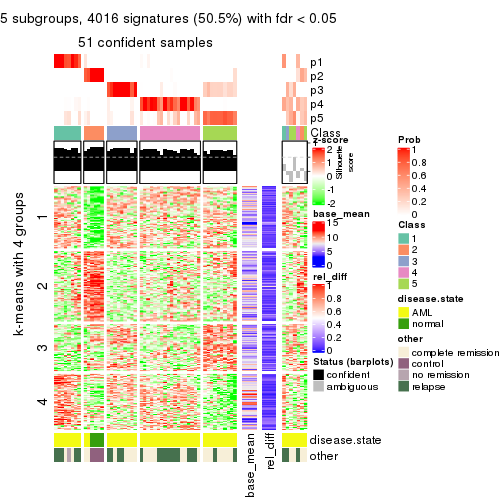 5 subgroups, 4016 signatures (50.5%) with fdr < 0.05
51 confident samples
p1
p2
p3
p4
p5
Class
z-score
2
1
0
-1
-2
Silhouette score
Prob
1
0.8
0.6
0.4
0.2
0
base_mean
15
10
5
0
Class
1
2
3
4
5
rel_diff
1
0.8
0.6
0.4
0.2
0
disease.state
AML
normal
other
complete remission
control
no remission
relapse
Status (barplots)
confident
ambiguous
k-means with 4 groups
1
2
3
4
disease.state
other
base_mean
rel_diff